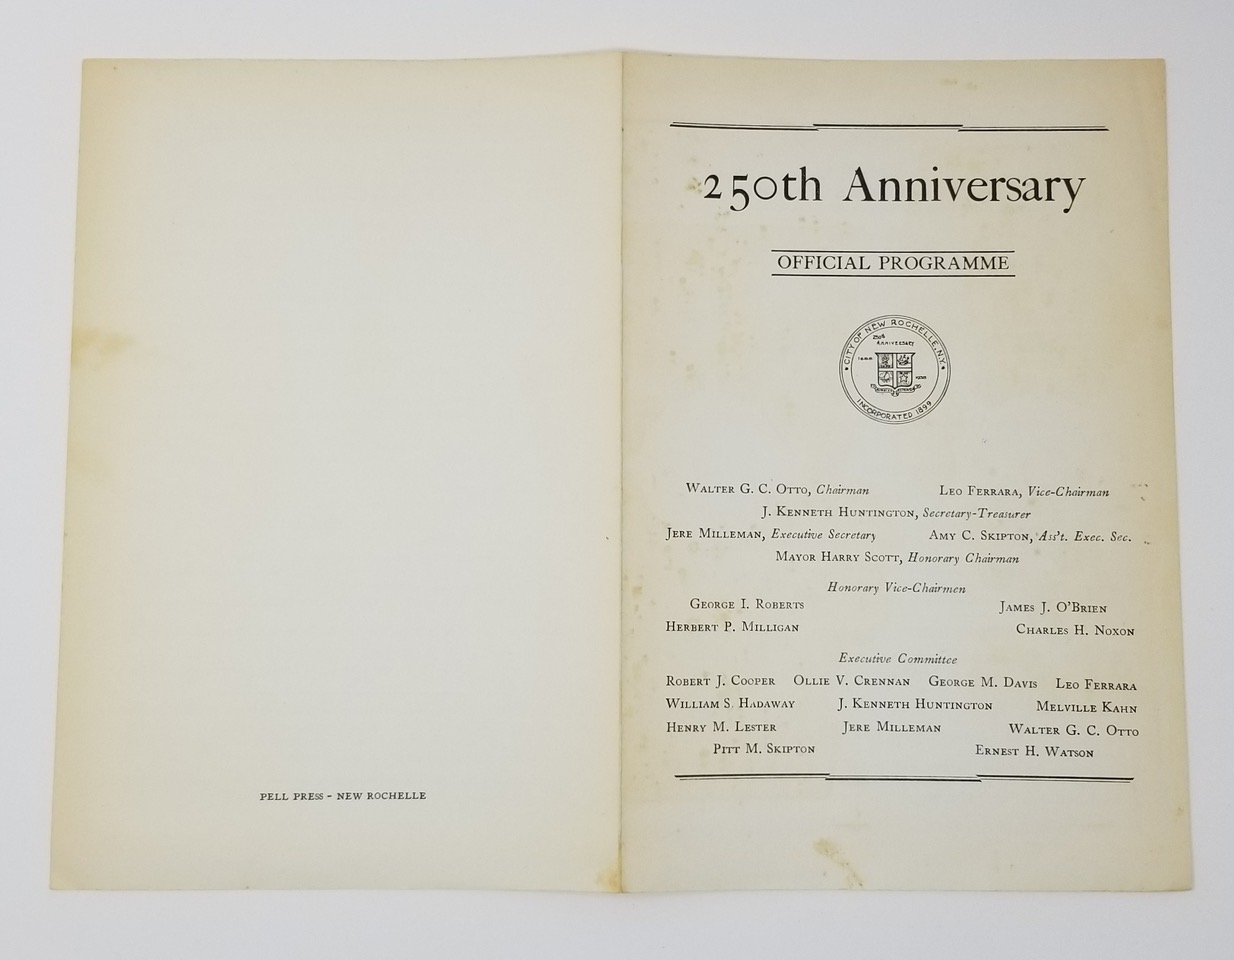 250th Anniversary
OFFICIAL PROGRAMME
CITY OF NEW ROCHELLE, N.Y.
250th
ANNIVERSARY
INCORPORATED 1899
WALTER G. C. OTTO, Chairman LEO FERRARA, Vice-Chairman
J. KENNETH HUNTINGTON, Secretary-Treasurer
JERE MILLEMAN, Executive Secretary AMY C. SKIPTON, Ass't. Exec. Sec.
MAYOR HARRY SCOTT, Honorary Chairman
Honorary Vice-Chairmen
GEORGE I. ROBERTS JAMES J. O'BRIEN
HERBERT P. MILLIGAN CHARLES H. NOXON
Executive Committee
ROBERT J. COOPER OLLIE V. CRENNAN GEORGE M. DAVIS LEO FERRARA
WILLIAM S. HADAWAY J. KENNETH HUNTINGTON MELVILLE KAHN
HENRY M. LESTER JERE MILLEMAN WALTER G. C. OTTO
PITT M. SKIPTON ERNEST H. WATSON
PELL PRESS - NEW ROCHELLE